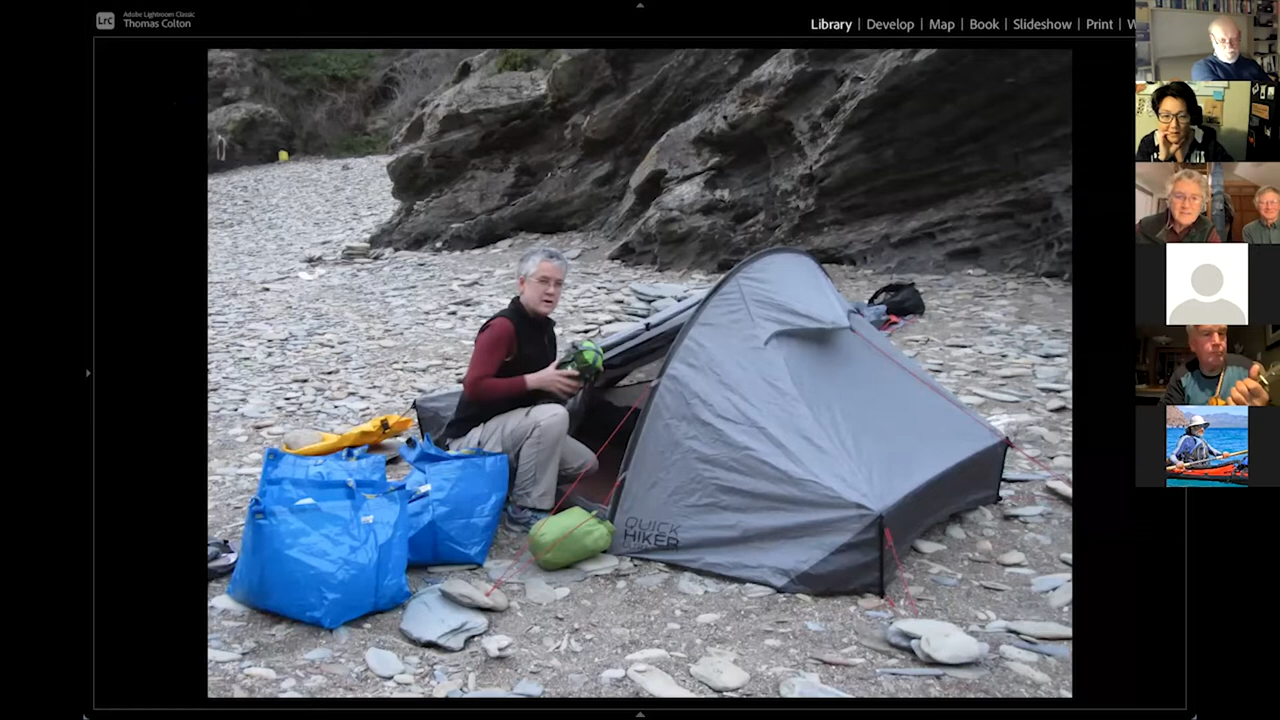 LrC
Adobe Lightroom Classic
Thomas Colton
Library | Develop | Map | Book | Slideshow | Print | W
QUICK
HIKER